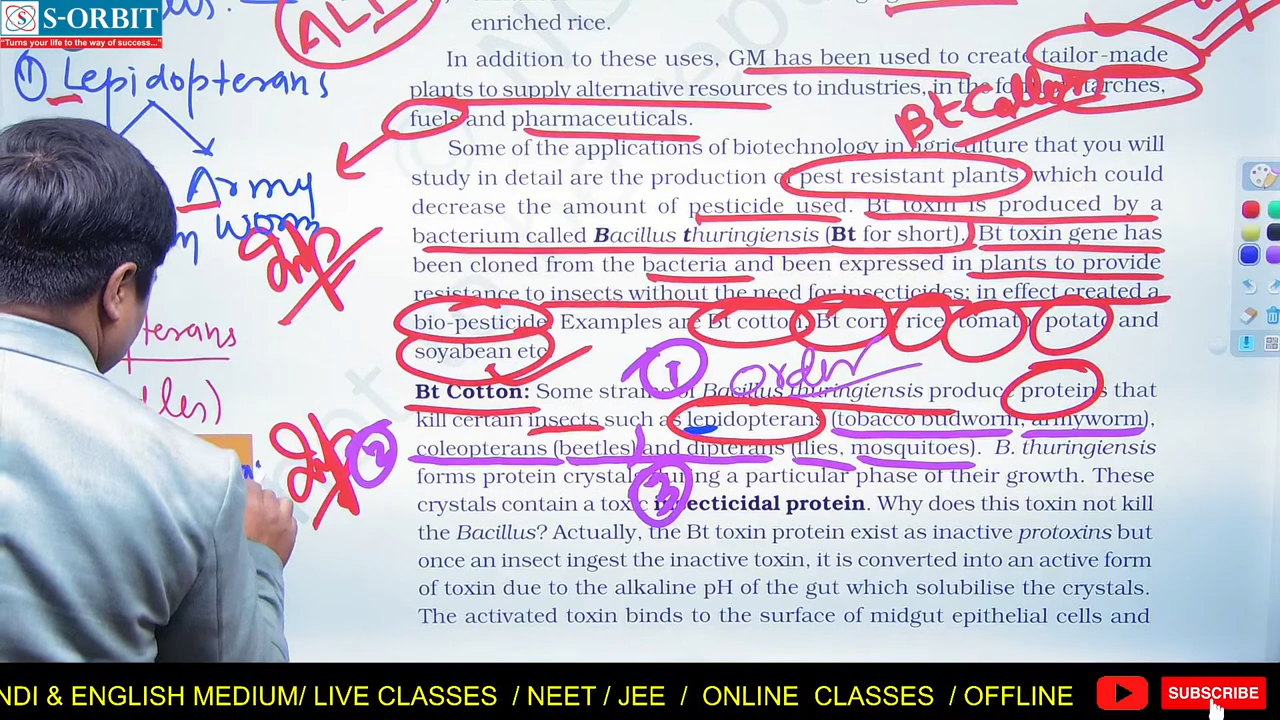 S-ORBIT
"Turns your life to the way of success..."
① Lepidopterans
Army
worm
Imp
enriched rice.
In addition to these uses, GM has been used to create tailor-made
plants to supply alternative resources to industries, in the
fuels and pharmaceuticals.
Bt Cotton
Some of the applications of biotechnology in agriculture that you will
study in detail are the production of pest resistant plants which could
decrease the amount of pesticide used. Bt toxin is produced by a
bacterium called Bacillus thuringiensis (Bt for short). Bt toxin gene has
been cloned from the bacteria and been expressed in plants to provide
resistance to insects without the need for insecticides; in effect created a
bio-pesticide. Examples are Bt cotton, Bt corn, rice, tomato, potato and
soyabean etc.
① order
Bt Cotton: Some strains of Bacillus thuringiensis produce proteins that
kill certain insects such as lepidopterans (tobacco budworm, armyworm),
coleopterans (beetles) and dipterans (flies, mosquitoes). B. thuringiensis
forms protein crystals during a particular phase of their growth. These
crystals contain a toxic insecticidal protein. Why does this toxin not kill
the Bacillus? Actually, the Bt toxin protein exist as inactive protoxins but
once an insect ingest the inactive toxin, it is converted into an active form
of toxin due to the alkaline pH of the gut which solubilise the crystals.
The activated toxin binds to the surface of midgut epithelial cells and
Imp
②
③
NDI & ENGLISH MEDIUM/ LIVE CLASSES / NEET / JEE / ONLINE CLASSES / OFFLINE
SUBSCRIBE